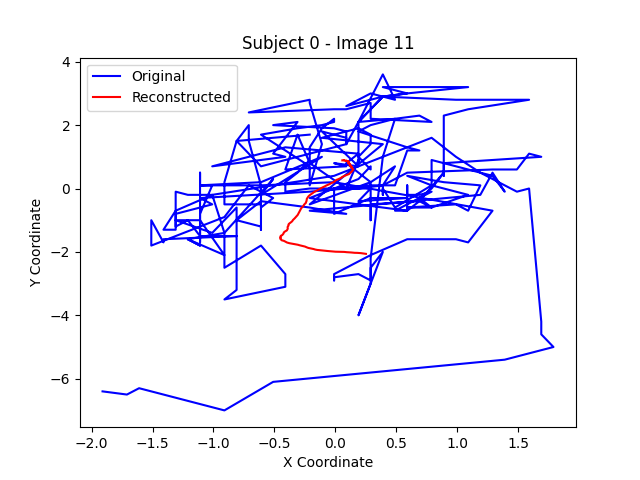 Subject 0 - Image 11
Original
Reconstructed
Y Coordinate
4
2
0
−2
−4
−6
−2.0 −1.5 −1.0 −0.5 0.0 0.5 1.0 1.5
X Coordinate